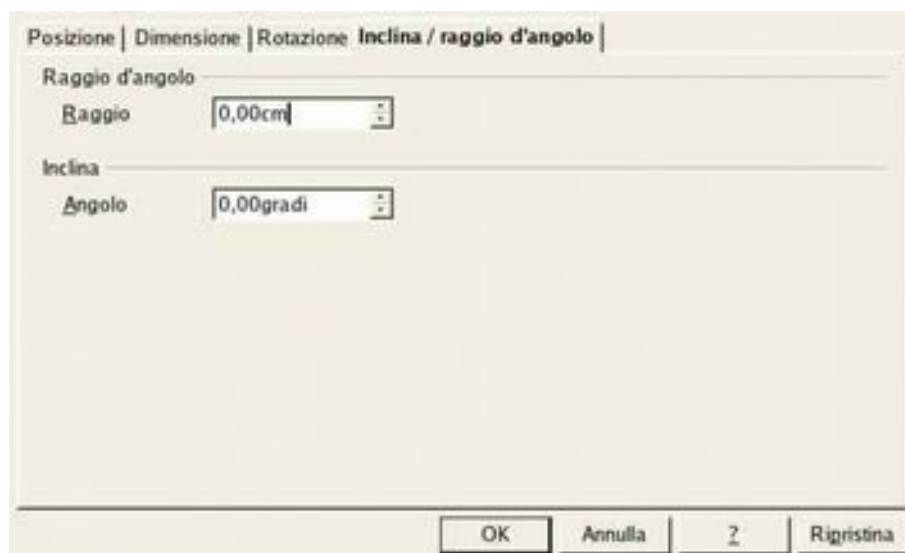 Posizione Dimensione Rotazione Inclina / raggio d'angolo
Raggio d'angolo
Raggio 0,00cm
Inclina
Angolo 0,00gradi
OK Annulla ? Ripristina